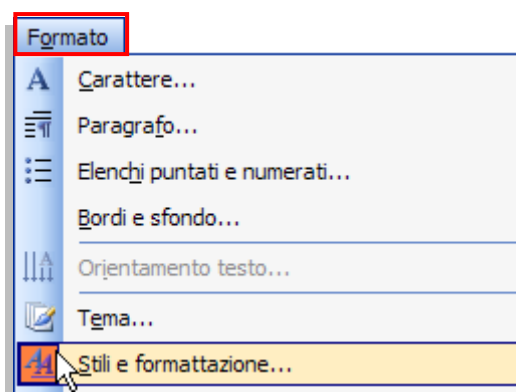 Formato
Carattere...
Paragrafo...
Elenchi puntati e numerati...
Bordi e sfondo...
Orientamento testo...
Tema...
Stili e formattazione...